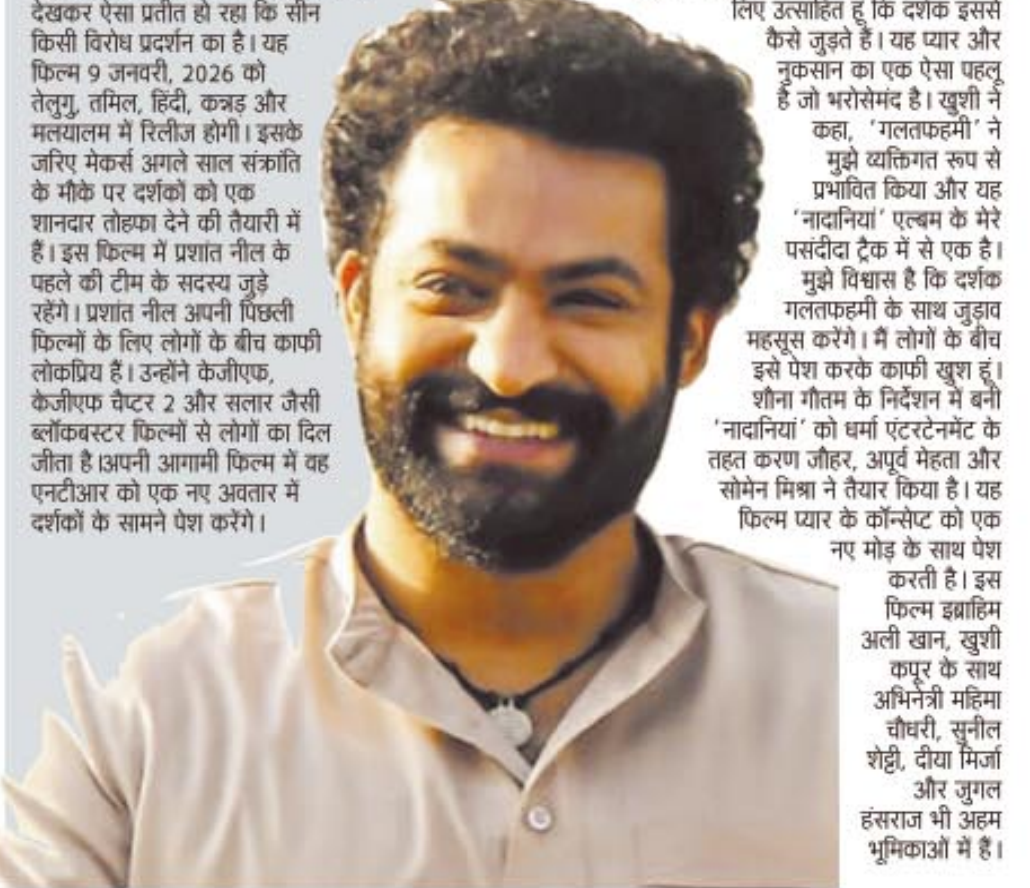 देखकर ऐसा प्रतीत हो रहा कि सीन
किसी विरोध प्रदर्शन का है। यह
फिल्म 9 जनवरी, 2026 को
तेलुगु, तमिल, हिंदी, कन्नड़ और
मलयालम में रिलीज होगी। इसके
जरिए मेकर्स अगले साल संक्रांति
के मौके पर दर्शकों को एक
शानदार तोहफा देने की तैयारी में
हैं। इस फिल्म में प्रशांत नील के
पहले की टीम के सदस्य जुड़े
रहेंगे। प्रशांत नील अपनी पिछली
फिल्मों के लिए लोगों के बीच काफी
लोकप्रिय हैं। उन्होंने केजीएफ,
केजीएफ चैप्टर 2 और सलार जैसी
ब्लॉकबस्टर फिल्मों से लोगों का दिल
जीता है।अपनी आगामी फिल्म में वह
एनटीआर को एक नए अवतार में
दर्शकों के सामने पेश करेंगे।
लिए उत्साहित हूं कि दर्शक इससे
कैसे जुड़ते हैं। यह प्यार और
नुकसान का एक ऐसा पहलू
है जो भरोसेमंद है। खुशी ने
कहा, 'गलतफहमी' ने
मुझे व्यक्तिगत रूप से
प्रभावित किया और यह
'नादानियां' एल्बम के मेरे
पसंदीदा ट्रैक में से एक है।
मुझे विश्वास है कि दर्शक
गलतफहमी के साथ जुड़ाव
महसूस करेंगे। मैं लोगों के बीच
इसे पेश करके काफी खुश हूं।
शौना गौतम के निर्देशन में बनी
'नादानियां' को धर्मा एंटरटेनमेंट के
तहत करण जौहर, अपूर्व मेहता और
सोमेन मिश्रा ने तैयार किया है। यह
फिल्म प्यार के कॉन्सेप्ट को एक
नए मोड़ के साथ पेश
करती है। इस
फिल्म इब्राहिम
अली खान, खुशी
कपूर के साथ
अभिनेत्री महिमा
चौधरी, सुनील
शेट्टी, दीया मिर्जा
और जुगल
हंसराज भी अहम
भूमिकाओं में हैं।